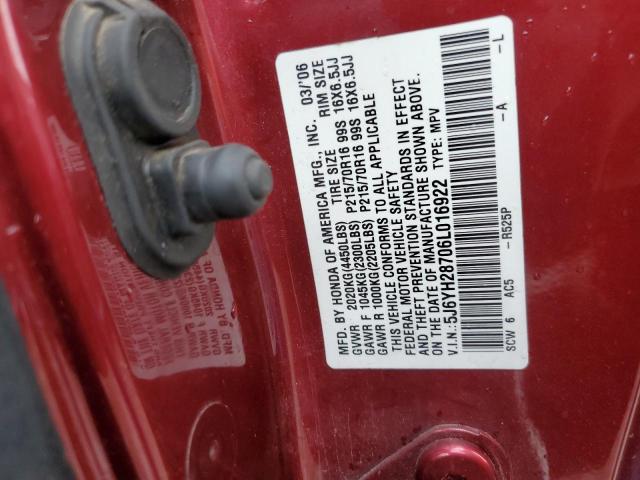 MFD. BY HONDA OF AMERICA MFG., INC. 03/'06
GVWR 2020KG(4450LBS) TIRE SIZE RIM SIZE
GAWR F 1045KG(2300LBS) P215/70R16 99S 16X6.5JJ
GAWR R 1000KG(2205LBS) P215/70R16 99S 16X6.5JJ
THIS VEHICLE CONFORMS TO ALL APPLICABLE
FEDERAL MOTOR VEHICLE SAFETY
AND THEFT PREVENTION STANDARDS IN EFFECT
ON THE DATE OF MANUFACTURE SHOWN ABOVE.
V.I.N.:5J6YH28706L016922 TYPE: MPV
SCW 6 AC5 -R525P -A -L